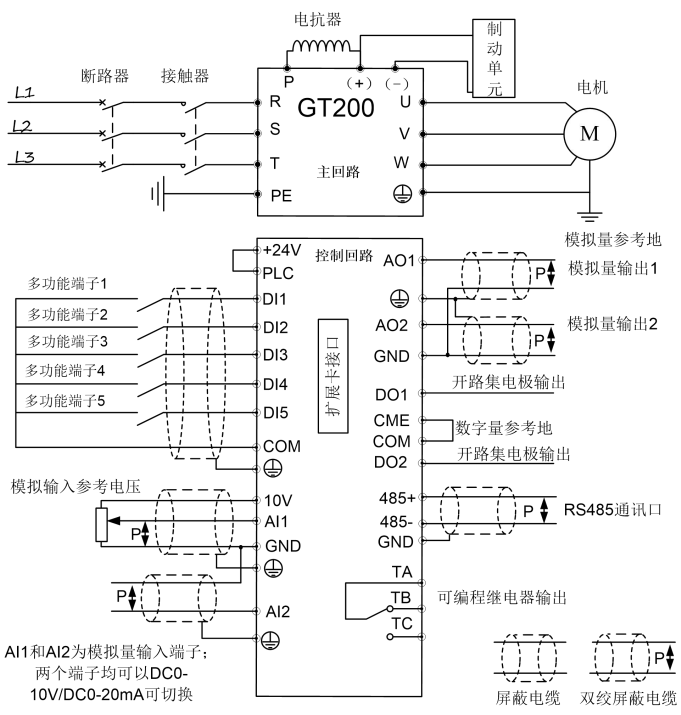 电抗器
制动单元
断路器
接触器
P
(+)
(-)
电机
L1
R
GT200
U
L2
S
V
M
L3
T
主回路
W
PE
+24V
控制回路
AO1
模拟量参考地
PLC
P
模拟量输出1
多功能端子1
DI1
多功能端子2
DI2
AO2
模拟量输出2
多功能端子3
DI3
扩展卡接口
GND
P
多功能端子4
DI4
DO1
开路集电极输出
多功能端子5
DI5
CME
数字量参考地
COM
COM
DO2
开路集电极输出
模拟输入参考电压
10V
485+
AI1
P
RS485通讯口
P
485-
GND
GND
TA
P
TB
可编程继电器输出
AI2
TC
AI1和AI2为模拟量输入端子;
两个端子均可以DC0-
10V/DC0-20mA可切换
P
屏蔽电缆
双绞屏蔽电缆